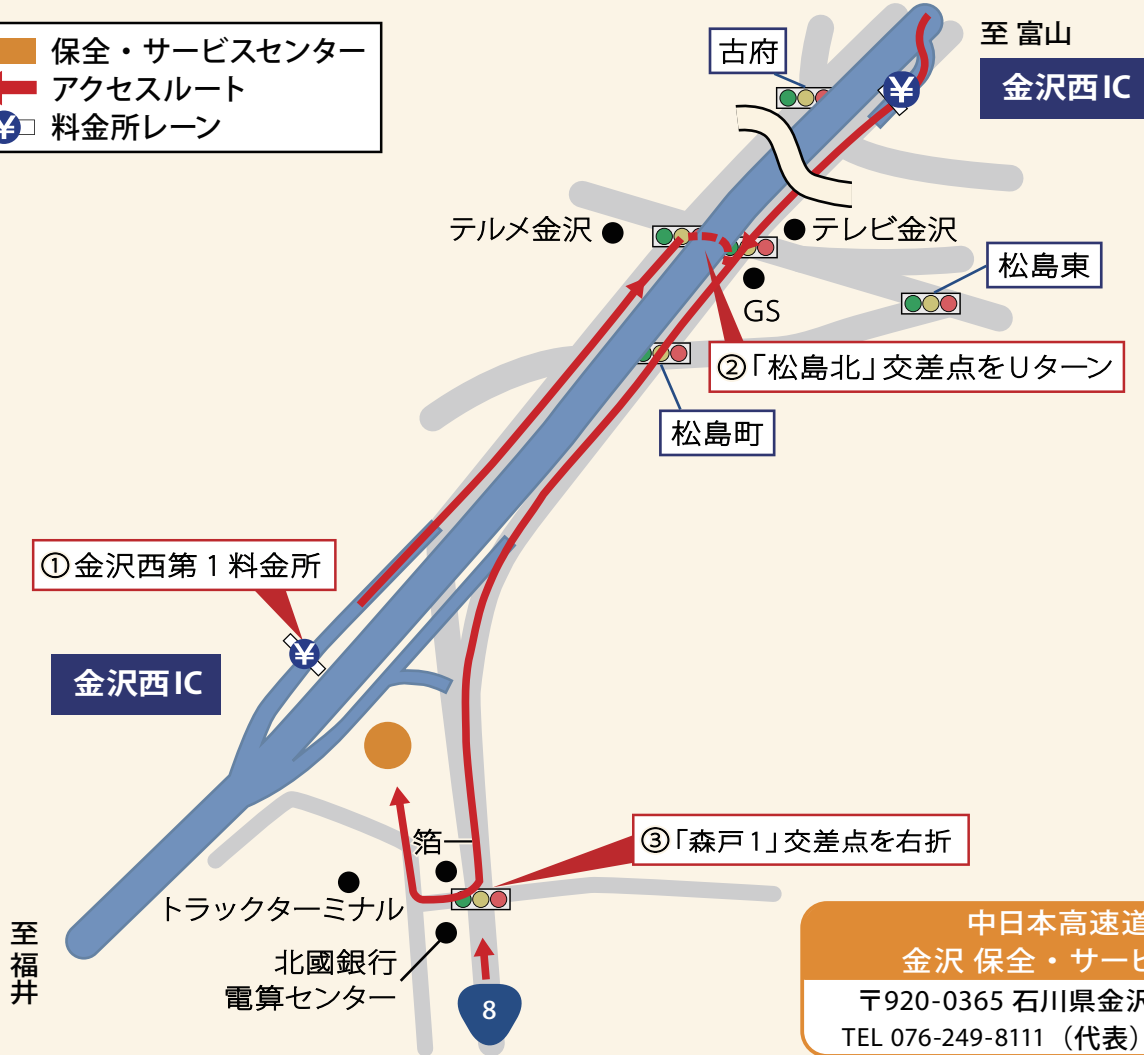 保全・サービスセンター
アクセスルート
¥ 料金所レーン
至 富山
金沢西IC
古府
¥
テルメ金沢
テレビ金沢
松島東
GS
②「松島北」交差点をUターン
松島町
①金沢西第1料金所
¥
金沢西IC
③「森戸1」交差点を右折
箔一
トラックターミナル
北國銀行
電算センター
至福井
8
中日本高速道
金沢 保全・サービ
〒920-0365 石川県金沢
TEL 076-249-8111（代表）